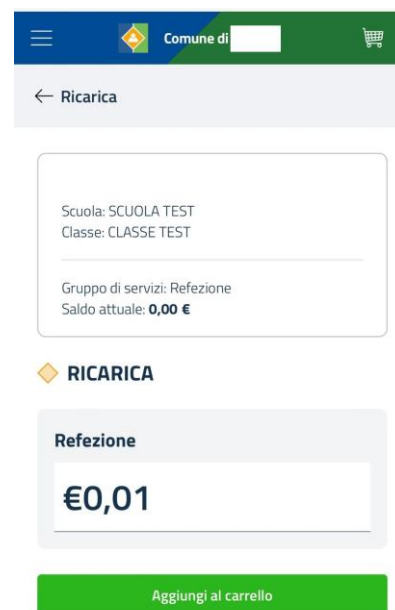 Comune di
Ricarica
Scuola: SCUOLA TEST
Classe: CLASSE TEST
Gruppo di servizi: Refezione
Saldo attuale: 0,00 €
RICARICA
Refezione
€0,01
Aggiungi al carrello